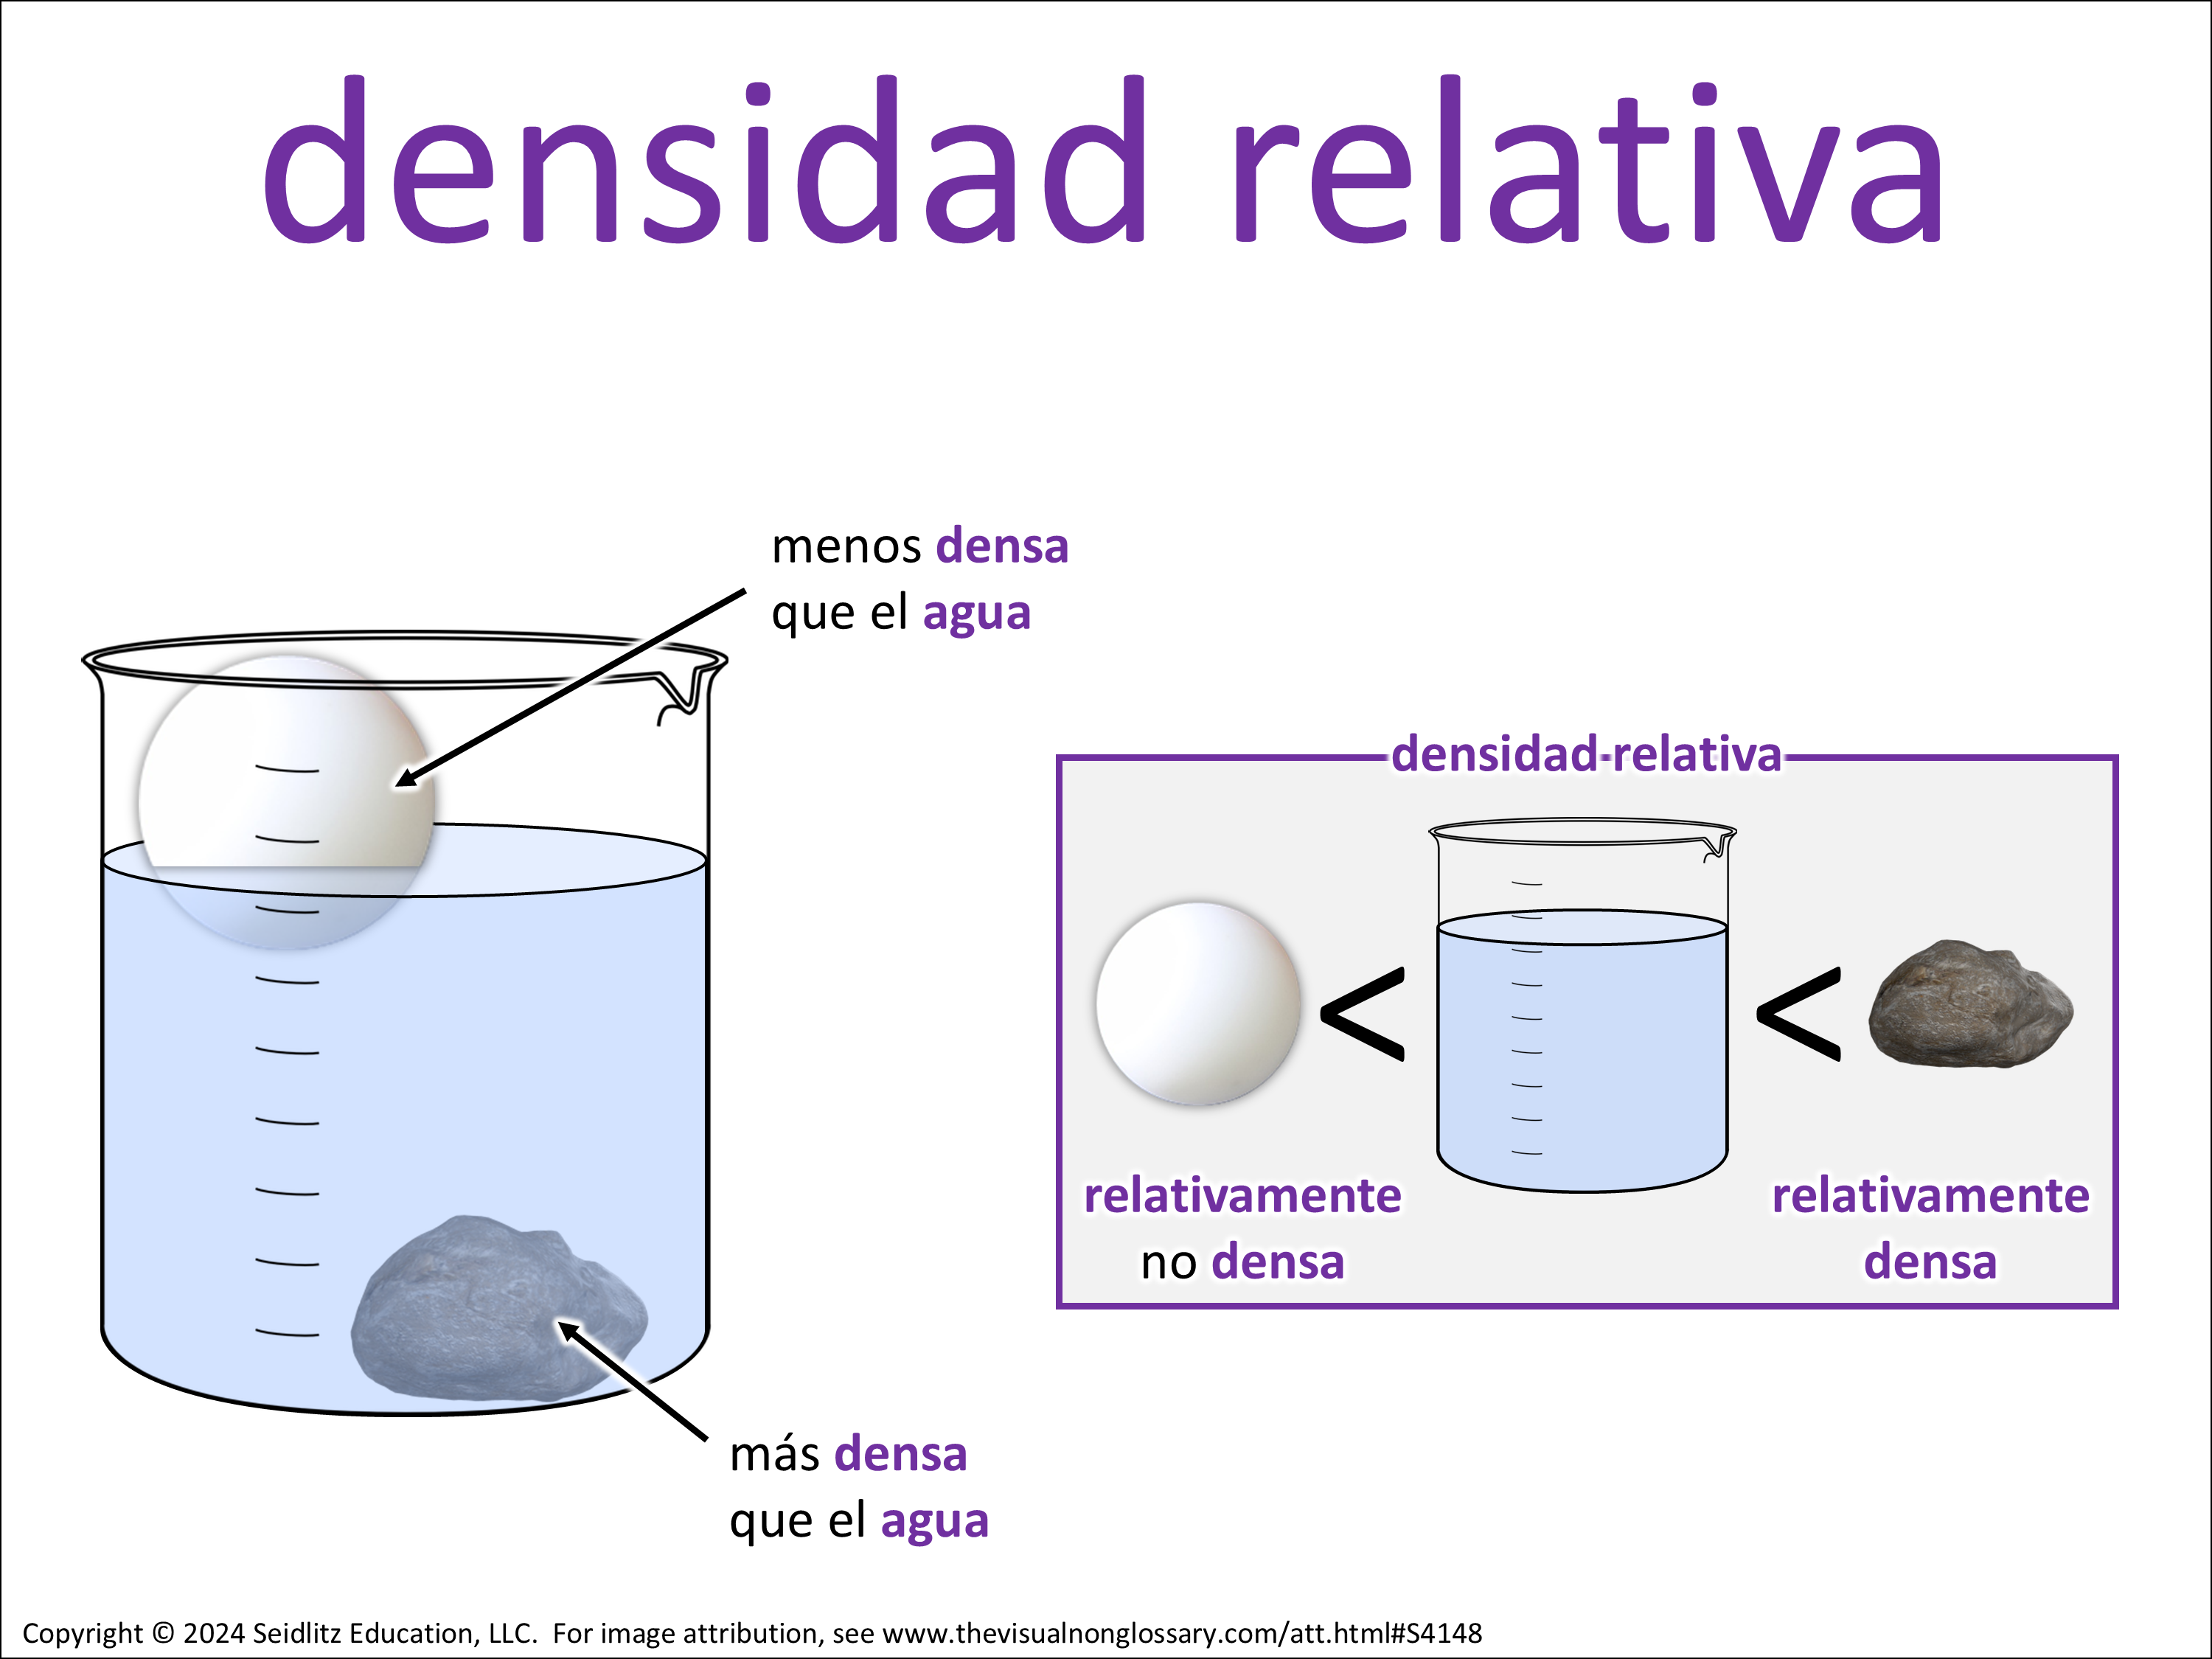 densidad relativa
menos densa
que el agua
densidad relativa
<
<
relativamente
no densa
relativamente
densa
más densa
que el agua
Copyright © 2024 Seidlitz Education, LLC.  For image attribution, see www.thevisualnonglossary.com/att.html#S4148